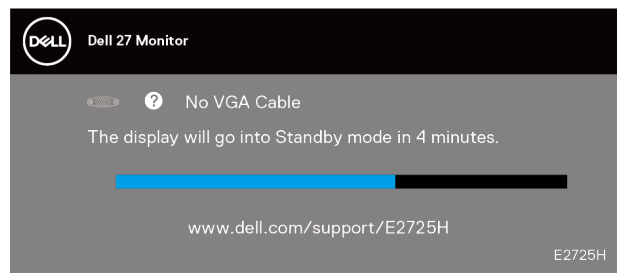 DELL
Dell 27 Monitor
No VGA Cable
The display will go into Standby mode in 4 minutes.
www.dell.com/support/E2725H
E2725H